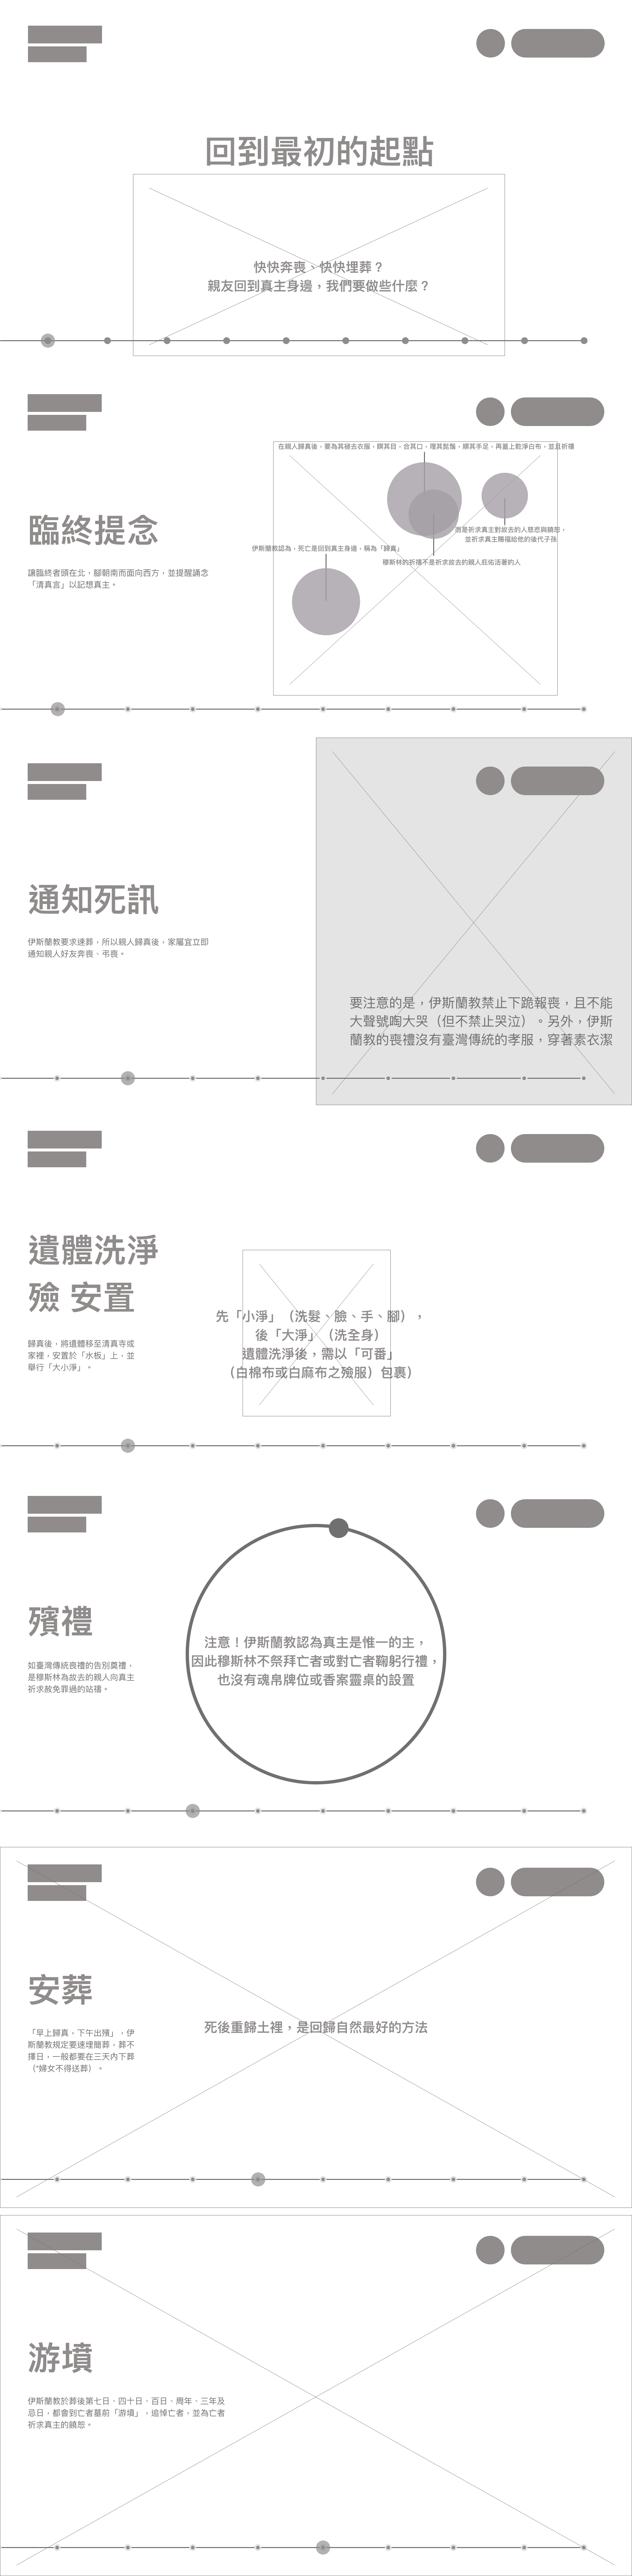 回到最初的起點
快快奔喪、快快埋葬？
親友回到真主身邊，我們要做些什麼？
臨終提念
讓臨終者頭在北，腳朝南而面向西方，並提醒誦念
「清真言」以記想真主。
在親人歸真後，要為其褪去衣服，瞑其目、合其口、理其髭鬚，順其手足，再蓋上乾淨白布，並且祈禱
而是祈求真主對故去的人慈悲與饒恕，
並祈求真主賜福給他的後代子孫
伊斯蘭教認為，死亡是回到真主身邊，稱為「歸真」
穆斯林的祈禱不是祈求故去的親人庇佑活著的人
通知死訊
伊斯蘭教要求速葬，所以親人歸真後，家屬宜立即
通知親人好友奔喪、弔喪。
要注意的是，伊斯蘭教禁止下跪報喪，且不能
大聲號啕大哭（但不禁止哭泣）。另外，伊斯
蘭教的喪禮沒有臺灣傳統的孝服，穿著素衣潔
遺體洗淨
殮 安置
歸真後，將遺體移至清真寺或
家裡，安置於「水板」上，並
舉行「大小淨」。
先「小淨」（洗髮、臉、手、腳），
後「大淨」（洗全身）
遺體洗淨後，需以「可番」
（白棉布或白麻布之殮服）包裹）
殯禮
如臺灣傳統喪禮的告別奠禮，
是穆斯林為故去的親人向真主
祈求赦免罪過的站禱。
注意！伊斯蘭教認為真主是惟一的主，
因此穆斯林不祭拜亡者或對亡者鞠躬行禮，
也沒有魂帛牌位或香案靈桌的設置
安葬
「早上歸真，下午出殯」，伊
斯蘭教規定要速埋簡葬，葬不
擇日，一般都要在三天內下葬
（*婦女不得送葬）。
死後重歸土裡，是回歸自然最好的方法
游墳
伊斯蘭教於葬後第七日、四十日、百日、周年、三年及
忌日，都會到亡者墓前「游墳」，追悼亡者，並為亡者
祈求真主的饒恕。